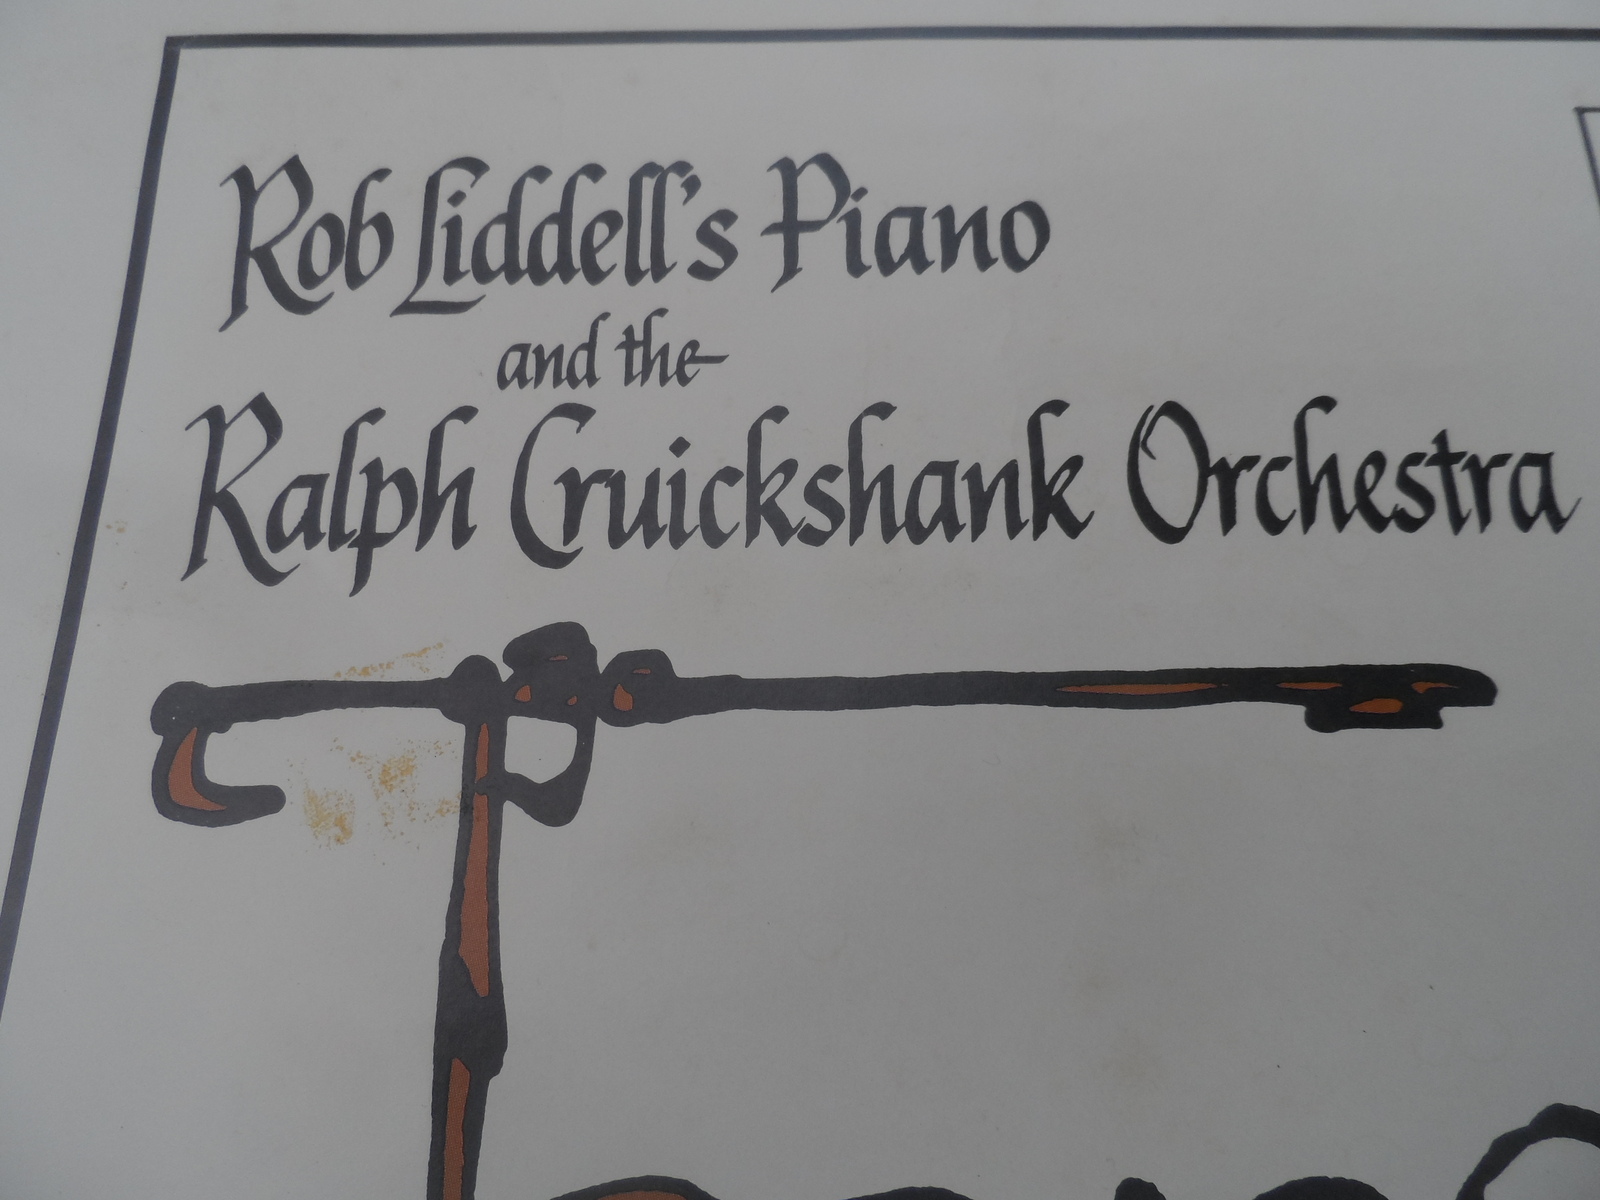 Rob Liddell's Piano
and the
Ralph Cruickshank Orchestra